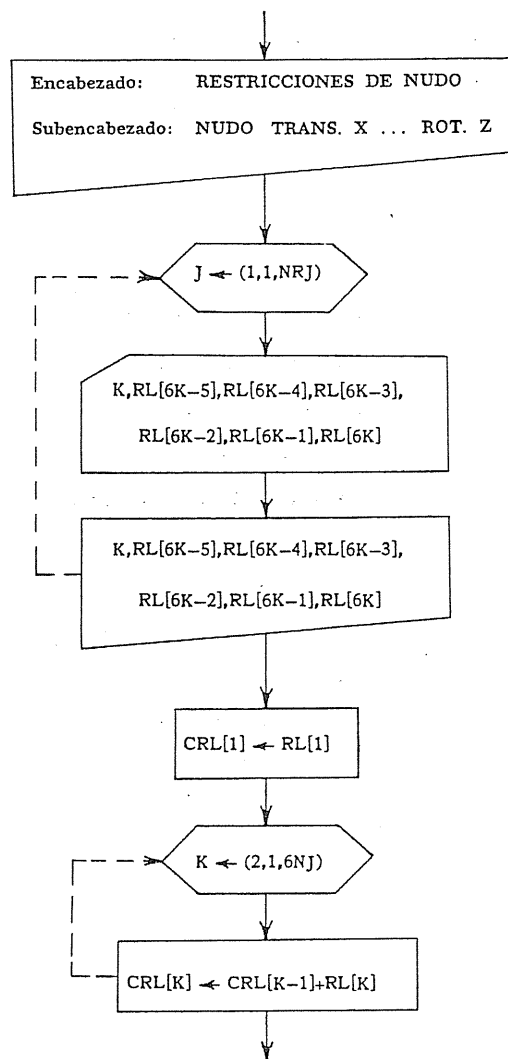 Encabezado: RESTRICCIONES DE NUDO
Subencabezado: NUDO TRANS. X ... ROT. Z
J ← (1,1,NRJ)
K,RL[6K−5],RL[6K−4],RL[6K−3],
RL[6K−2],RL[6K−1],RL[6K]
K,RL[6K−5],RL[6K−4],RL[6K−3],
RL[6K−2],RL[6K−1],RL[6K]
CRL[1] ← RL[1]
K ← (2,1,6NJ)
CRL[K] ← CRL[K−1]+RL[K]